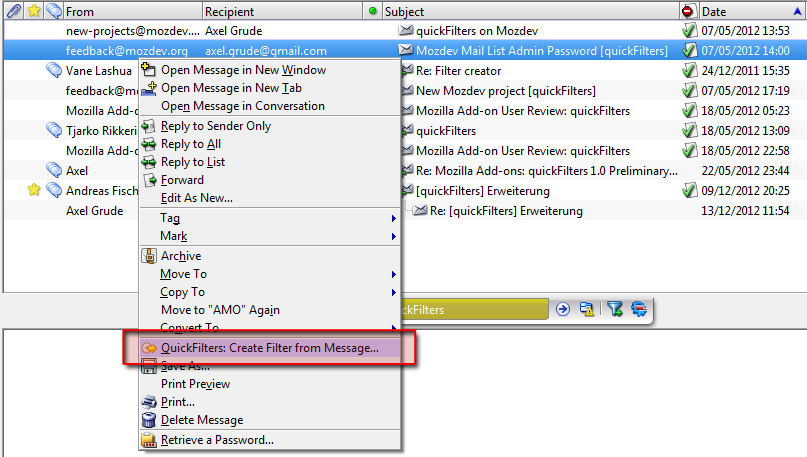 From Recipient Subject Date
new-projects@mozdev.... Axel Grude quickFilters on Mozdev 07/05/2012 13:53
feedback@mozdev.org axel.grude@gmail.com Mozdev Mail List Admin Password [quickFilters] 07/05/2012 14:00
Vane Lashua Re: Filter creator 24/12/2011 15:35
feedback@mo New Mozdev project [quickFilters] 07/05/2012 17:19
Mozilla Add-o Mozilla Add-on User Review: quickFilters 18/05/2012 05:23
Tjarko Rikkeri quickFilters 18/05/2012 13:09
Mozilla Add-o Mozilla Add-on User Review: quickFilters 18/05/2012 22:58
Axel Re: Mozilla Add-ons: quickFilters 1.0 Preliminary... 22/05/2012 23:44
Andreas Fisch [quickFilters] Erweiterung 09/12/2012 20:25
Axel Grude Re: [quickFilters] Erweiterung 13/12/2012 11:54
Open Message in New Window
Open Message in New Tab
Open Message in Conversation
Reply to Sender Only
Reply to All
Reply to List
Forward
Edit As New...
Tag
Mark
Archive
Move To
Copy To
Move to "AMO" Again
ckFilters
Convert To
QuickFilters: Create Filter from Message...
Save As...
Print Preview
Print...
Delete Message
Retrieve a Password...